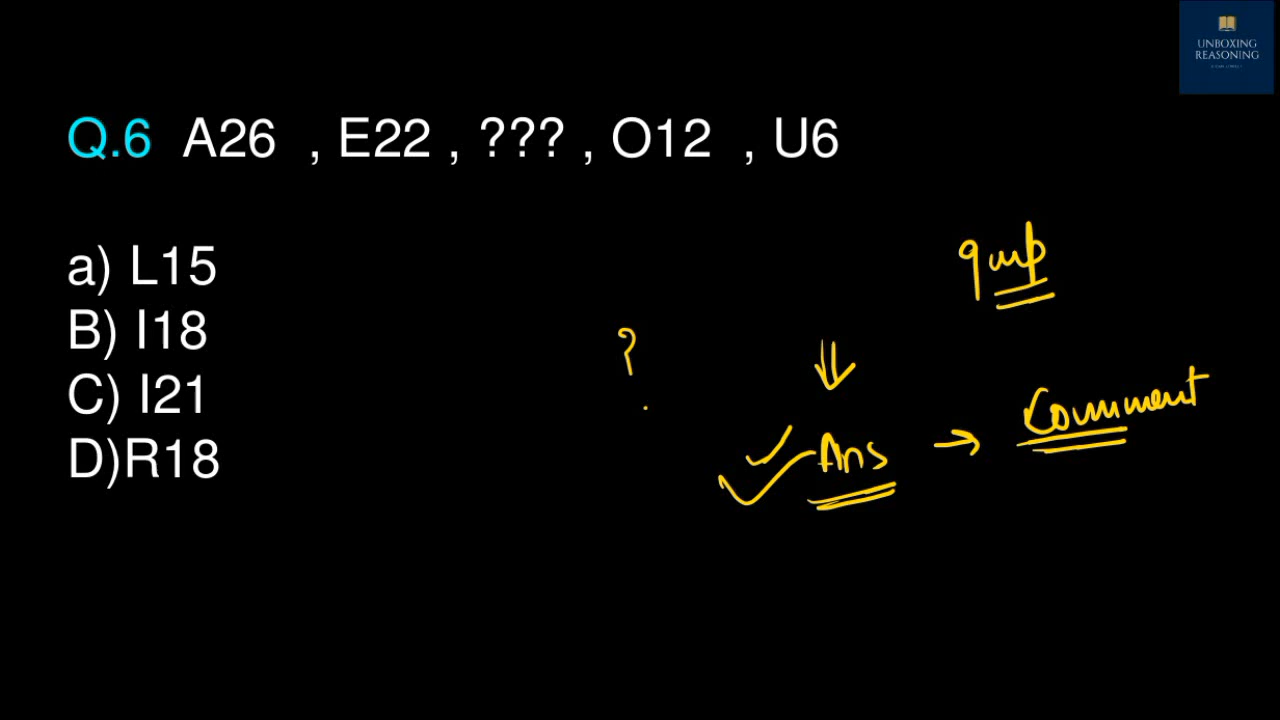 UNBOXING
REASONING
Q.6 A26 , E22 , ??? , O12 , U6
a) L15
B) I18
C) I21
D)R18
?
Ans → Comment